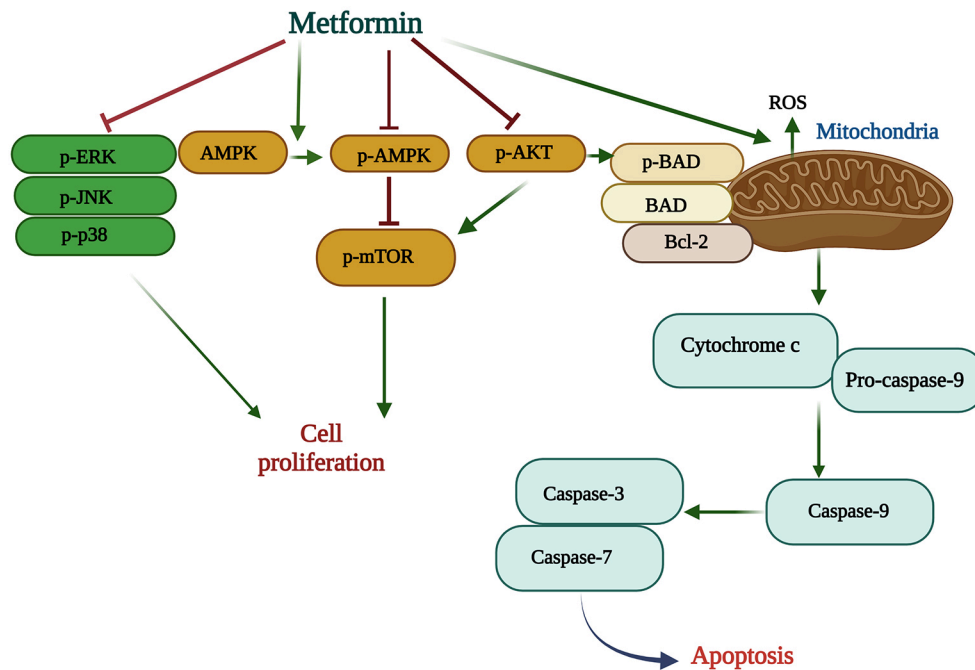 Metformin
ROS
Mitochondria
p-ERK
AMPK
p-AMPK
p-AKT
p-BAD
p-JNK
BAD
p-p38
Bcl-2
p-mTOR
Cytochrome c
Pro-caspase-9
Cell
proliferation
Caspase-3
Caspase-9
Caspase-7
Apoptosis